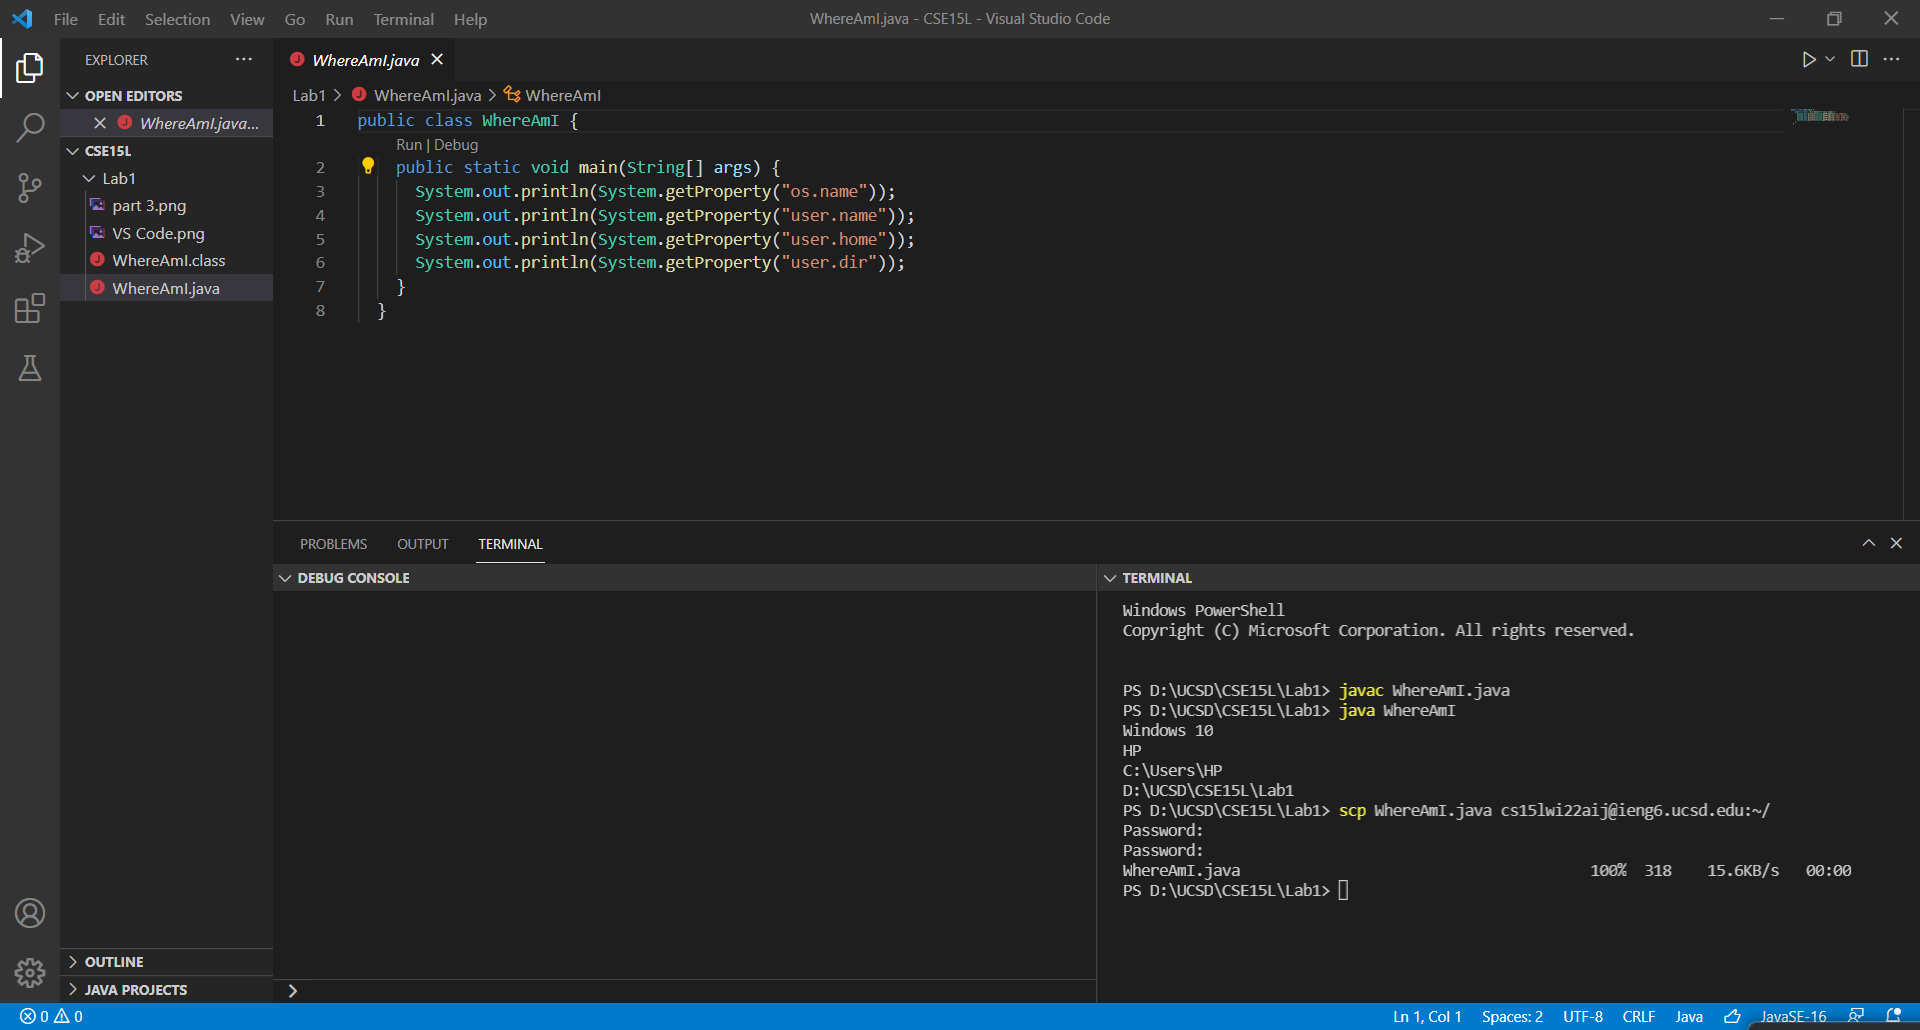 File Edit Selection View Go Run Terminal Help
WhereAmI.java - CSE15L - Visual Studio Code
EXPLORER
OPEN EDITORS
WhereAmI.java...
CSE15L
Lab1
part 3.png
VS Code.png
WhereAmI.class
WhereAmI.java
OUTLINE
JAVA PROJECTS
WhereAmI.java
Lab1 > WhereAmI.java > WhereAmI
1 public class WhereAmI {
Run | Debug
2 public static void main(String[] args) {
3 System.out.println(System.getProperty("os.name"));
4 System.out.println(System.getProperty("user.name"));
5 System.out.println(System.getProperty("user.home"));
6 System.out.println(System.getProperty("user.dir"));
7 }
8 }
PROBLEMS OUTPUT TERMINAL
DEBUG CONSOLE
TERMINAL
Windows PowerShell
Copyright (C) Microsoft Corporation. All rights reserved.
PS D:\UCSD\CSE15L\Lab1> javac WhereAmI.java
PS D:\UCSD\CSE15L\Lab1> java WhereAmI
Windows 10
HP
C:\Users\HP
D:\UCSD\CSE15L\Lab1
PS D:\UCSD\CSE15L\Lab1> scp WhereAmI.java cs15lwi22aij@ieng6.ucsd.edu:~/
Password:
Password:
WhereAmI.java 100% 318 15.6KB/s 00:00
PS D:\UCSD\CSE15L\Lab1>
0 0
Ln 1, Col 1 Spaces: 2 UTF-8 CRLF Java JavaSE-16